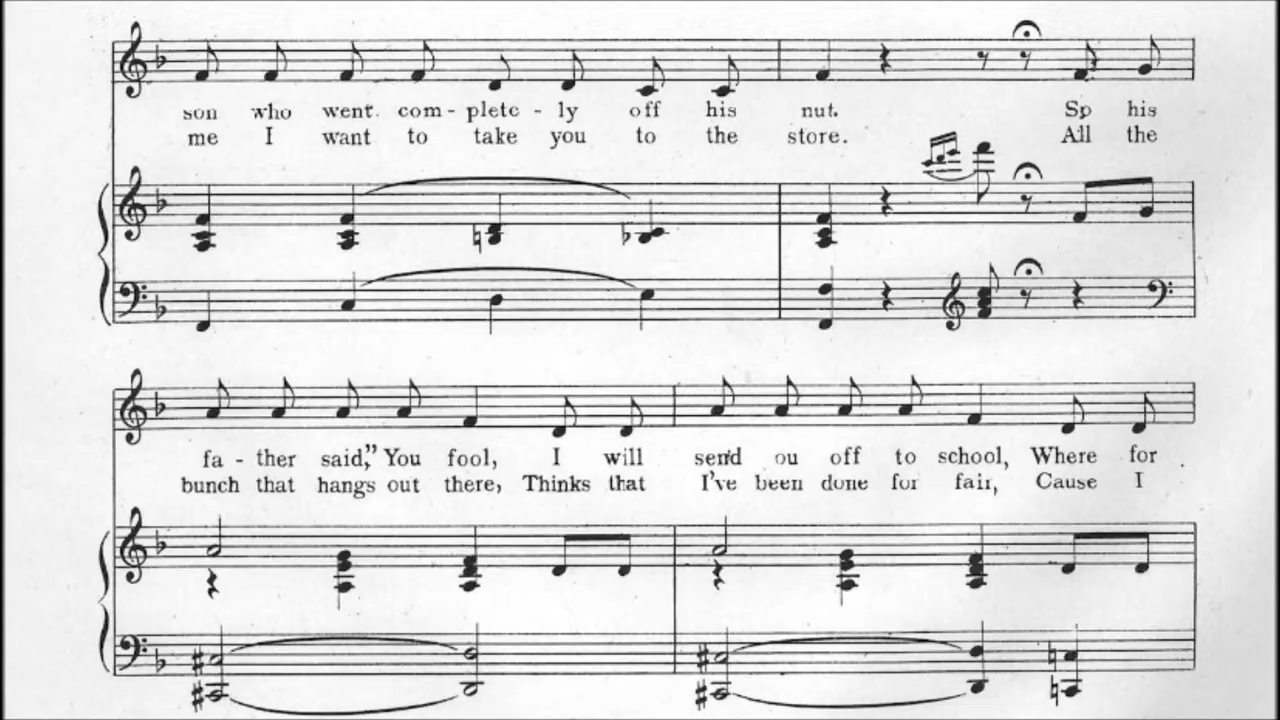 son who went com-plete-ly off his nut. So his
me I want to take you to the store. All the
fa-ther said,” You fool, I will send ou off to school, Where for
bunch that hangs out there, Thinks that I've been done for fair, Cause I